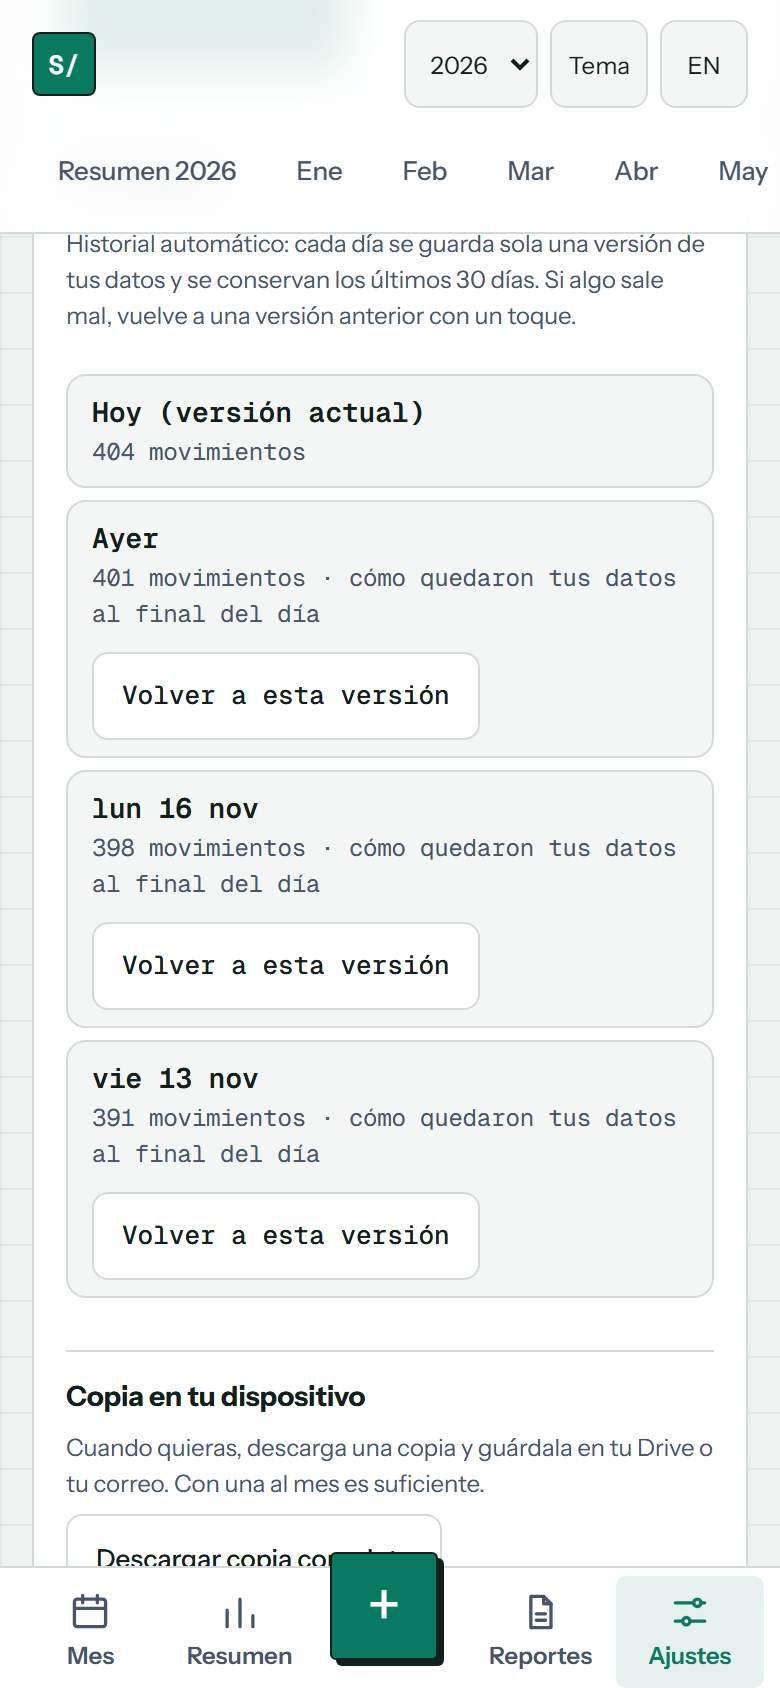 S/
2026
Tema
EN
Resumen 2026
Ene
Feb
Mar
Abr
May
Historial automático: cada día se guarda sola una versión de
tus datos y se conservan los últimos 30 días. Si algo sale
mal, vuelve a una versión anterior con un toque.
Hoy (versión actual)
404 movimientos
Ayer
401 movimientos · cómo quedaron tus datos
al final del día
Volver a esta versión
lun 16 nov
398 movimientos · cómo quedaron tus datos
al final del día
Volver a esta versión
vie 13 nov
391 movimientos · cómo quedaron tus datos
al final del día
Volver a esta versión
Copia en tu dispositivo
Cuando quieras, descarga una copia y guárdala en tu Drive o
tu correo. Con una al mes es suficiente.
Descargar copia
+
Mes
Resumen
Reportes
Ajustes